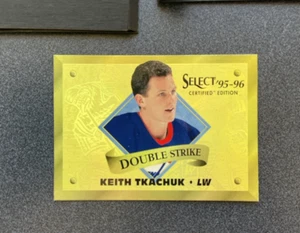 SELECT '95-96
CERTIFIED EDITION
DOUBLE STRIKE
KEITH TKACHUK • LW